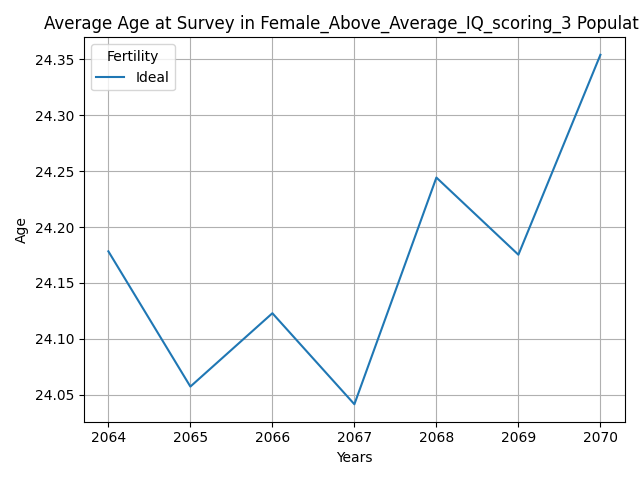 Average Age at Survey in Female_Above_Average_IQ_scoring_3 Populat
Fertility
Ideal
24.35
24.30
24.25
24.20
24.15
24.10
24.05
Age
2064 2065 2066 2067 2068 2069 2070
Years